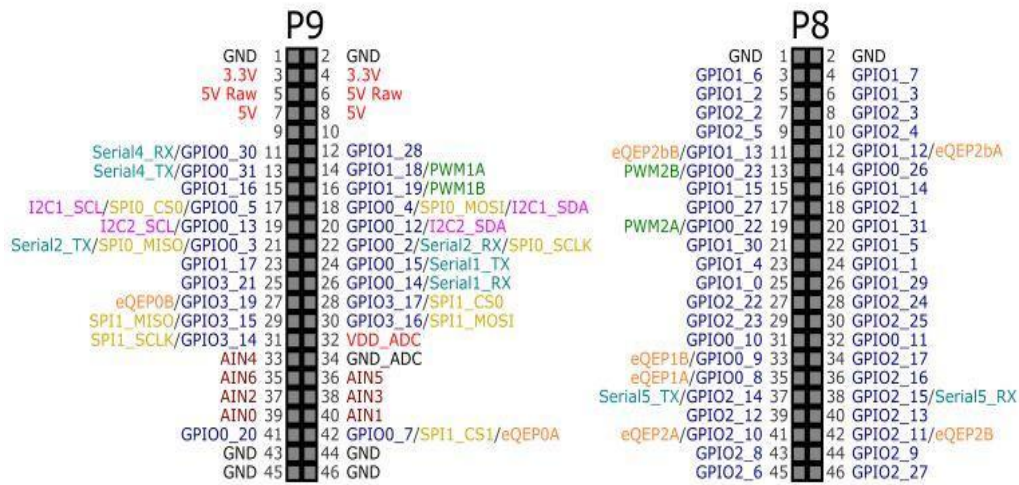 P9 P8
GND 1 2 GND GND 1 2 GND
3.3V 3 4 3.3V GPIO1_6 3 4 GPIO1_7
5V Raw 5 6 5V Raw GPIO1_2 5 6 GPIO1_3
5V 7 8 5V GPIO2_2 7 8 GPIO2_3
9 10 GPIO2_5 9 10 GPIO2_4
Serial4_RX/GPIO0_30 11 12 GPIO1_28 eQEP2bB/GPIO1_13 11 12 GPIO1_12/eQEP2bA
Serial4_TX/GPIO0_31 13 14 GPIO1_18/PWM1A PWM2B/GPIO0_23 13 14 GPIO0_26
GPIO1_16 15 16 GPIO1_19/PWM1B GPIO1_15 15 16 GPIO1_14
I2C1_SCL/SPI0_CS0/GPIO0_5 17 18 GPIO0_4/SPI0_MOSI/I2C1_SDA GPIO0_27 17 18 GPIO2_1
I2C2_SCL/GPIO0_13 19 20 GPIO0_12/I2C2_SDA PWM2A/GPIO0_22 19 20 GPIO1_31
Serial2_TX/SPI0_MISO/GPIO0_3 21 22 GPIO0_2/Serial2_RX/SPI0_SCLK GPIO1_30 21 22 GPIO1_5
GPIO1_17 23 24 GPIO0_15/Serial1_TX GPIO1_4 23 24 GPIO1_1
GPIO3_21 25 26 GPIO0_14/Serial1_RX GPIO1_0 25 26 GPIO1_29
eQEP0B/GPIO3_19 27 28 GPIO3_17/SPI1_CS0 GPIO2_22 27 28 GPIO2_24
SPI1_MISO/GPIO3_15 29 30 GPIO3_16/SPI1_MOSI GPIO2_23 29 30 GPIO2_25
SPI1_SCLK/GPIO3_14 31 32 VDD_ADC GPIO0_10 31 32 GPIO0_11
AIN4 33 34 GND_ADC eQEP1B/GPIO0_9 33 34 GPIO2_17
AIN6 35 36 AIN5 eQEP1A/GPIO0_8 35 36 GPIO2_16
AIN2 37 38 AIN3 Serial5_TX/GPIO2_14 37 38 GPIO2_15/Serial5_RX
AIN0 39 40 AIN1 GPIO2_12 39 40 GPIO2_13
GPIO0_20 41 42 GPIO0_7/SPI1_CS1/eQEP0A eQEP2A/GPIO2_10 41 42 GPIO2_11/eQEP2B
GND 43 44 GND GPIO2_8 43 44 GPIO2_9
GND 45 46 GND GPIO2_6 45 46 GPIO2_27